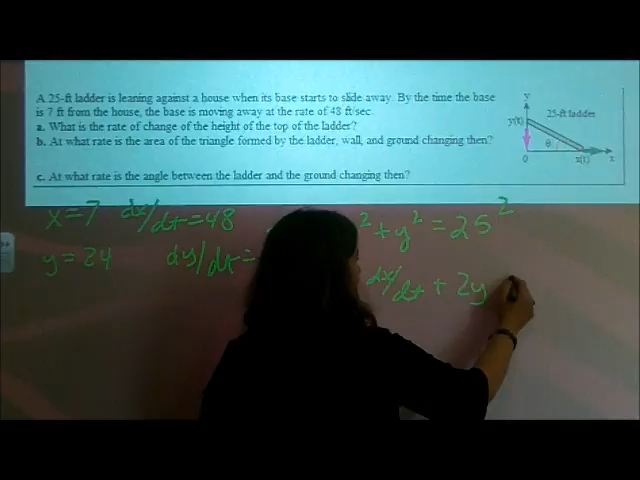 A 25-ft ladder is leaning against a house when its base starts to slide away. By the time the base
is 7 ft from the house, the base is moving away at the rate of 48 ft/sec.
a. What is the rate of change of the height of the top of the ladder?
b. At what rate is the area of the triangle formed by the ladder, wall, and ground changing then?
c. At what rate is the angle between the ladder and the ground changing then?
y
25-ft ladder
y(t)
θ
0
x(t)
x
x=7 dx/dt=48
² + y² = 25²
y=24 dy/dt=
dx/dt + 2y